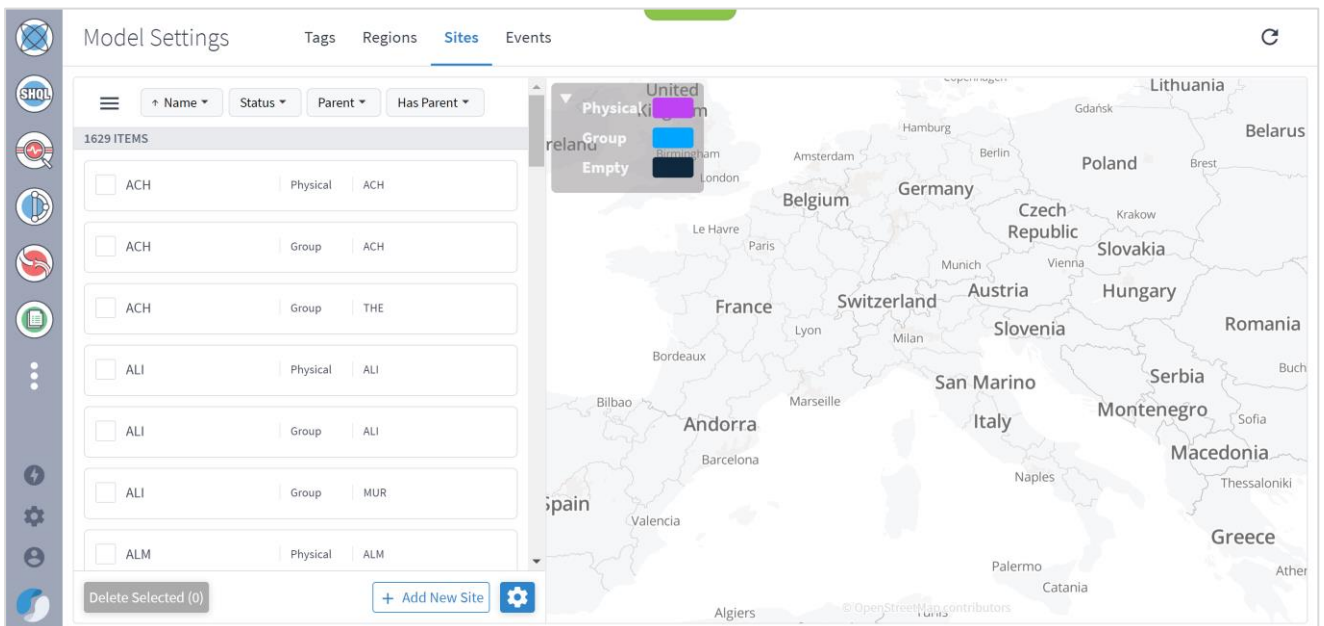 Model Settings Tags Regions Sites Events
SHQL
↑ Name Status Parent Has Parent
1629 ITEMS
ACH Physical ACH
ACH Group ACH
ACH Group THE
ALI Physical ALI
ALI Group ALI
ALI Group MUR
ALM Physical ALM
Delete Selected (0)
+ Add New Site
Physical
Group
Empty
United
Lithuania
Gdańsk
Hamburg
Belarus
Birmingham
Amsterdam
Berlin
Poland
Brest
London
Belgium
Germany
Czech
Republic
Krakow
Le Havre
Paris
Slovakia
Munich
Vienna
France
Switzerland
Austria
Hungary
Lyon
Milan
Slovenia
Romania
Bordeaux
San Marino
Serbia
Buch
Bilbao
Marseille
Andorra
Italy
Montenegro
Sofia
Barcelona
Macedonia
Naples
Thessaloniki
Spain
Valencia
Greece
Palermo
Catania
Ather
Algiers
© OpenStreetMap contributors